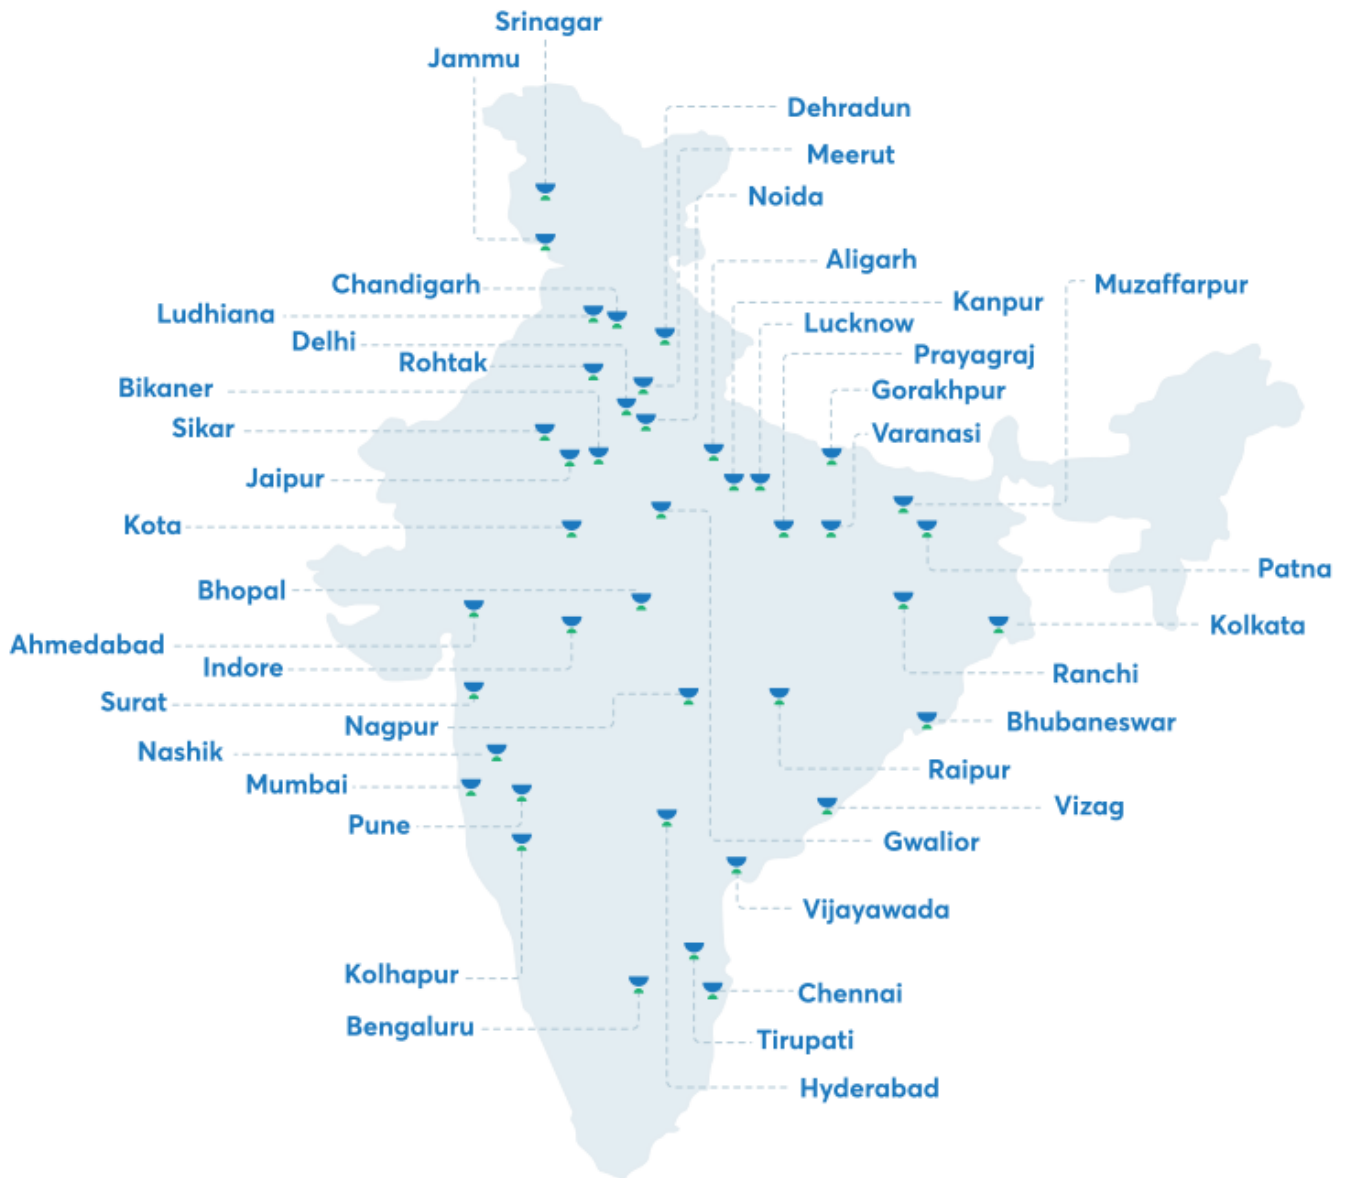 Srinagar
Jammu
Dehradun
Meerut
Noida
Aligarh
Chandigarh
Muzaffarpur
Kanpur
Ludhiana
Lucknow
Delhi
Prayagraj
Rohtak
Bikaner
Gorakhpur
Sikar
Varanasi
Jaipur
Kota
Patna
Bhopal
Kolkata
Ahmedabad
Indore
Ranchi
Surat
Bhubaneswar
Nagpur
Nashik
Raipur
Mumbai
Vizag
Pune
Gwalior
Vijayawada
Kolhapur
Chennai
Bengaluru
Tirupati
Hyderabad